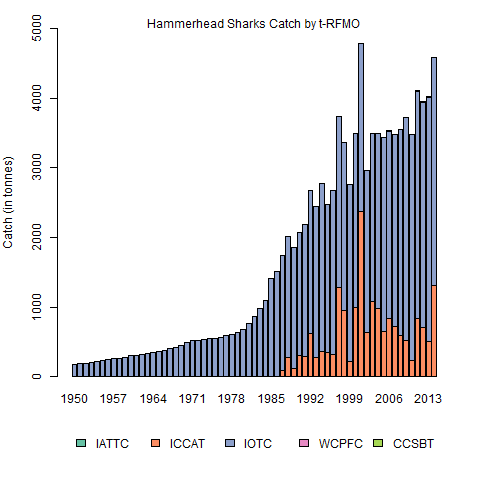 Hammerhead Sharks Catch by t-RFMO
Catch (in tonnes)
5000
4000
3000
2000
1000
0
1950 1957 1964 1971 1978 1985 1992 1999 2006 2013
IATTC ICCAT IOTC WCPFC CCSBT